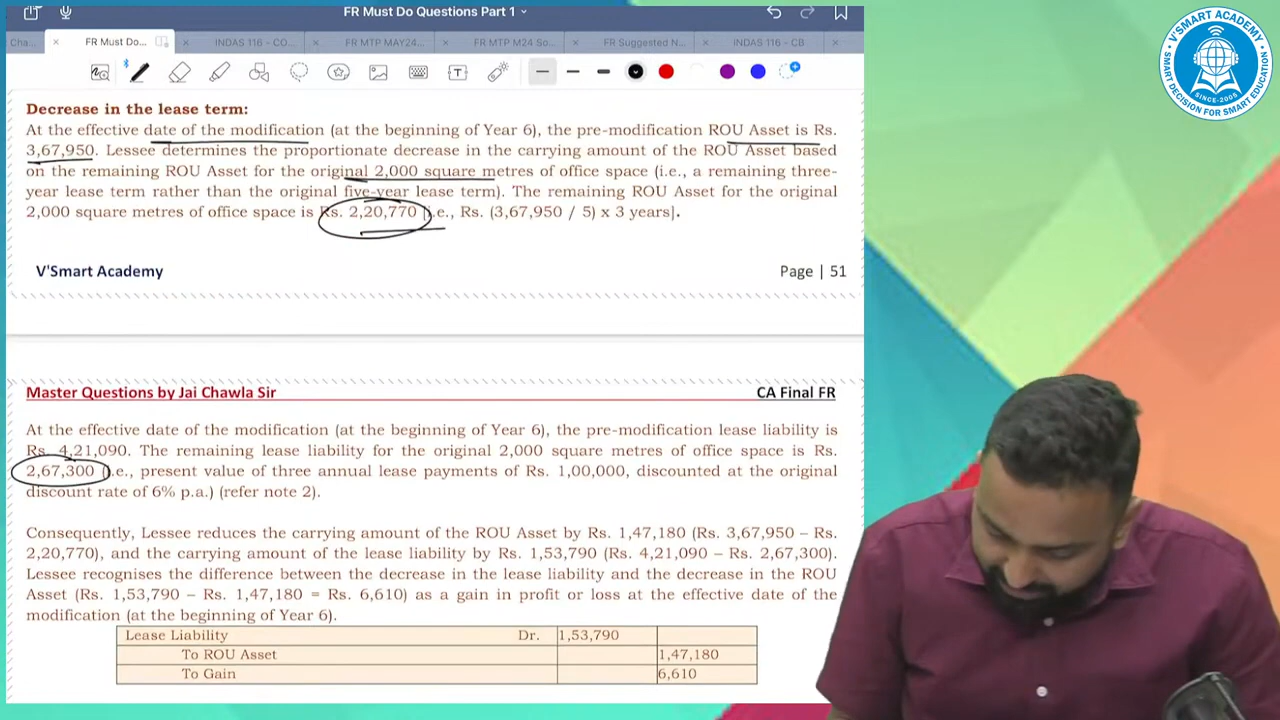 FR Must Do Questions Part 1
Cha...
FR Must Do...
INDAS 116 - CO...
FR MTP MAY24...
FR MTP M24 So...
FR Suggested N...
INDAS 116 - CB
V'SMART ACADEMY
SINCE-2005
SMART DECISION FOR SMART EDUCATION
Decrease in the lease term:
At the effective date of the modification (at the beginning of Year 6), the pre-modification ROU Asset is Rs.
3,67,950. Lessee determines the proportionate decrease in the carrying amount of the ROU Asset based
on the remaining ROU Asset for the original 2,000 square metres of office space (i.e., a remaining three-
year lease term rather than the original five-year lease term). The remaining ROU Asset for the original
2,000 square metres of office space is Rs. 2,20,770 [i.e., Rs. (3,67,950 / 5) x 3 years].
V'Smart Academy
Page | 51
Master Questions by Jai Chawla Sir
CA Final FR
At the effective date of the modification (at the beginning of Year 6), the pre-modification lease liability is
Rs. 4,21,090. The remaining lease liability for the original 2,000 square metres of office space is Rs.
2,67,300 (i.e., present value of three annual lease payments of Rs. 1,00,000, discounted at the original
discount rate of 6% p.a.) (refer note 2).
Consequently, Lessee reduces the carrying amount of the ROU Asset by Rs. 1,47,180 (Rs. 3,67,950 – Rs.
2,20,770), and the carrying amount of the lease liability by Rs. 1,53,790 (Rs. 4,21,090 – Rs. 2,67,300).
Lessee recognises the difference between the decrease in the lease liability and the decrease in the ROU
Asset (Rs. 1,53,790 – Rs. 1,47,180 = Rs. 6,610) as a gain in profit or loss at the effective date of the
modification (at the beginning of Year 6).
Lease Liability Dr. 1,53,790
To ROU Asset 1,47,180
To Gain 6,610